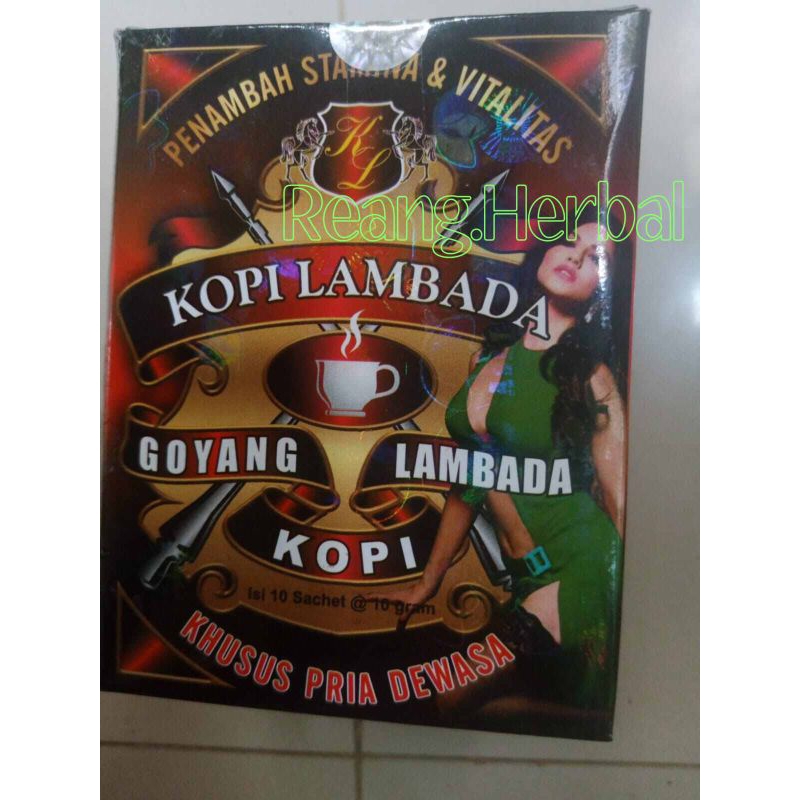 PENAMBAH STAMINA & VITALITAS
KL
Reang.Herbal
KOPI LAMBADA
GOYANG LAMBADA
KOPI
Isi 10 Sachet @ 10 gram
KHUSUS PRIA DEWASA